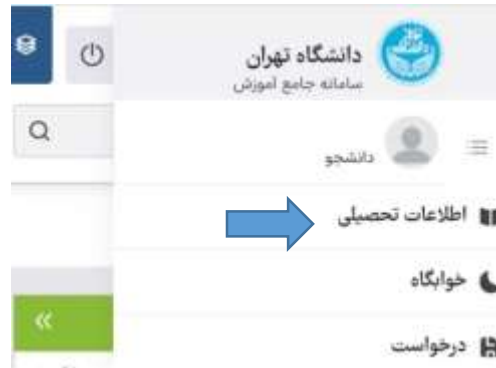 دانشگاه تهران
سامانه جامع آموزش
دانشجو
اطلاعات تحصیلی
خوابگاه
درخواست